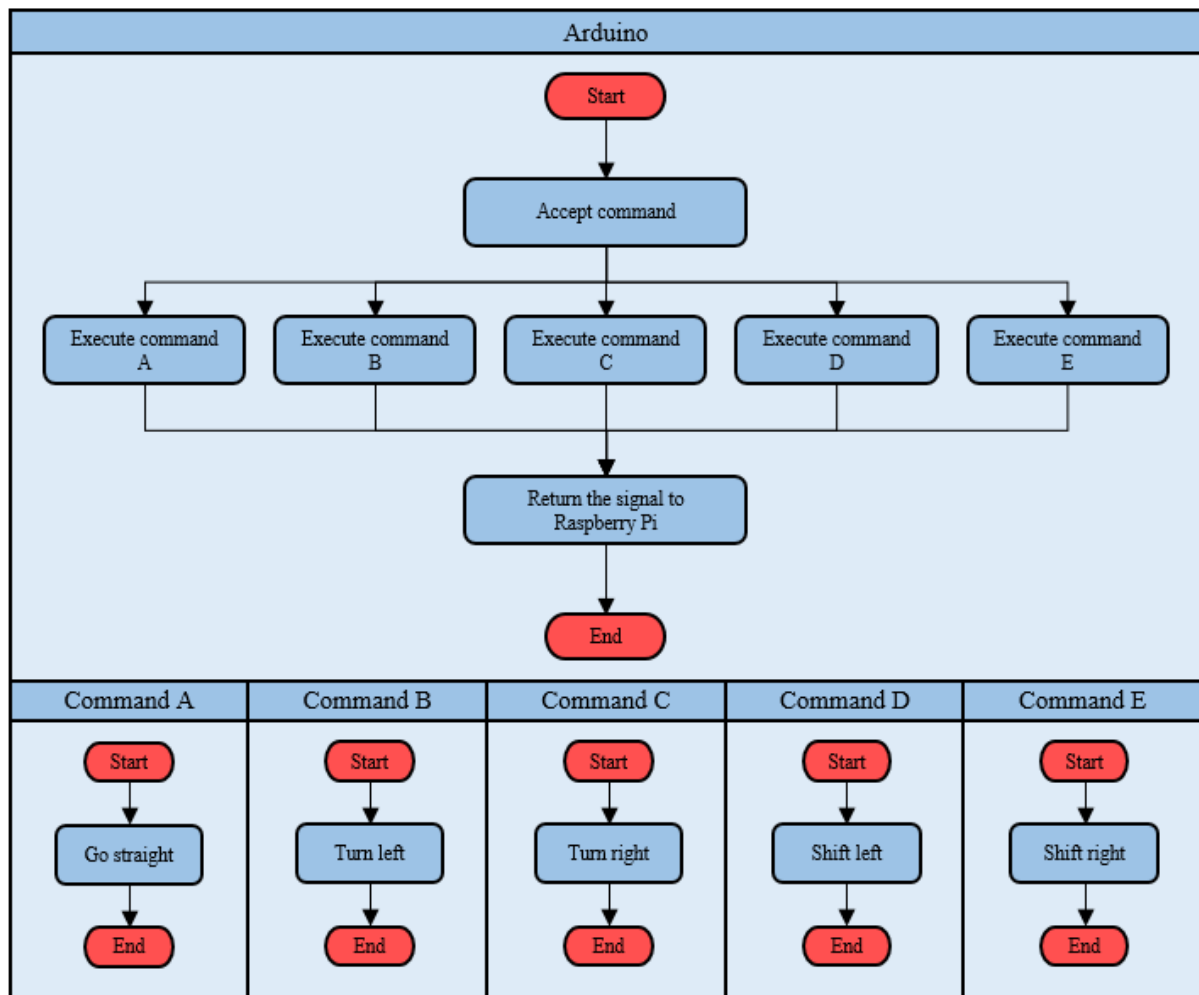 Arduino
Start
Accept command
Execute command
A
Execute command
B
Execute command
C
Execute command
D
Execute command
E
Return the signal to
Raspberry Pi
End
Command A
Command B
Command C
Command D
Command E
Start
Start
Start
Start
Start
Go straight
Turn left
Turn right
Shift left
Shift right
End
End
End
End
End